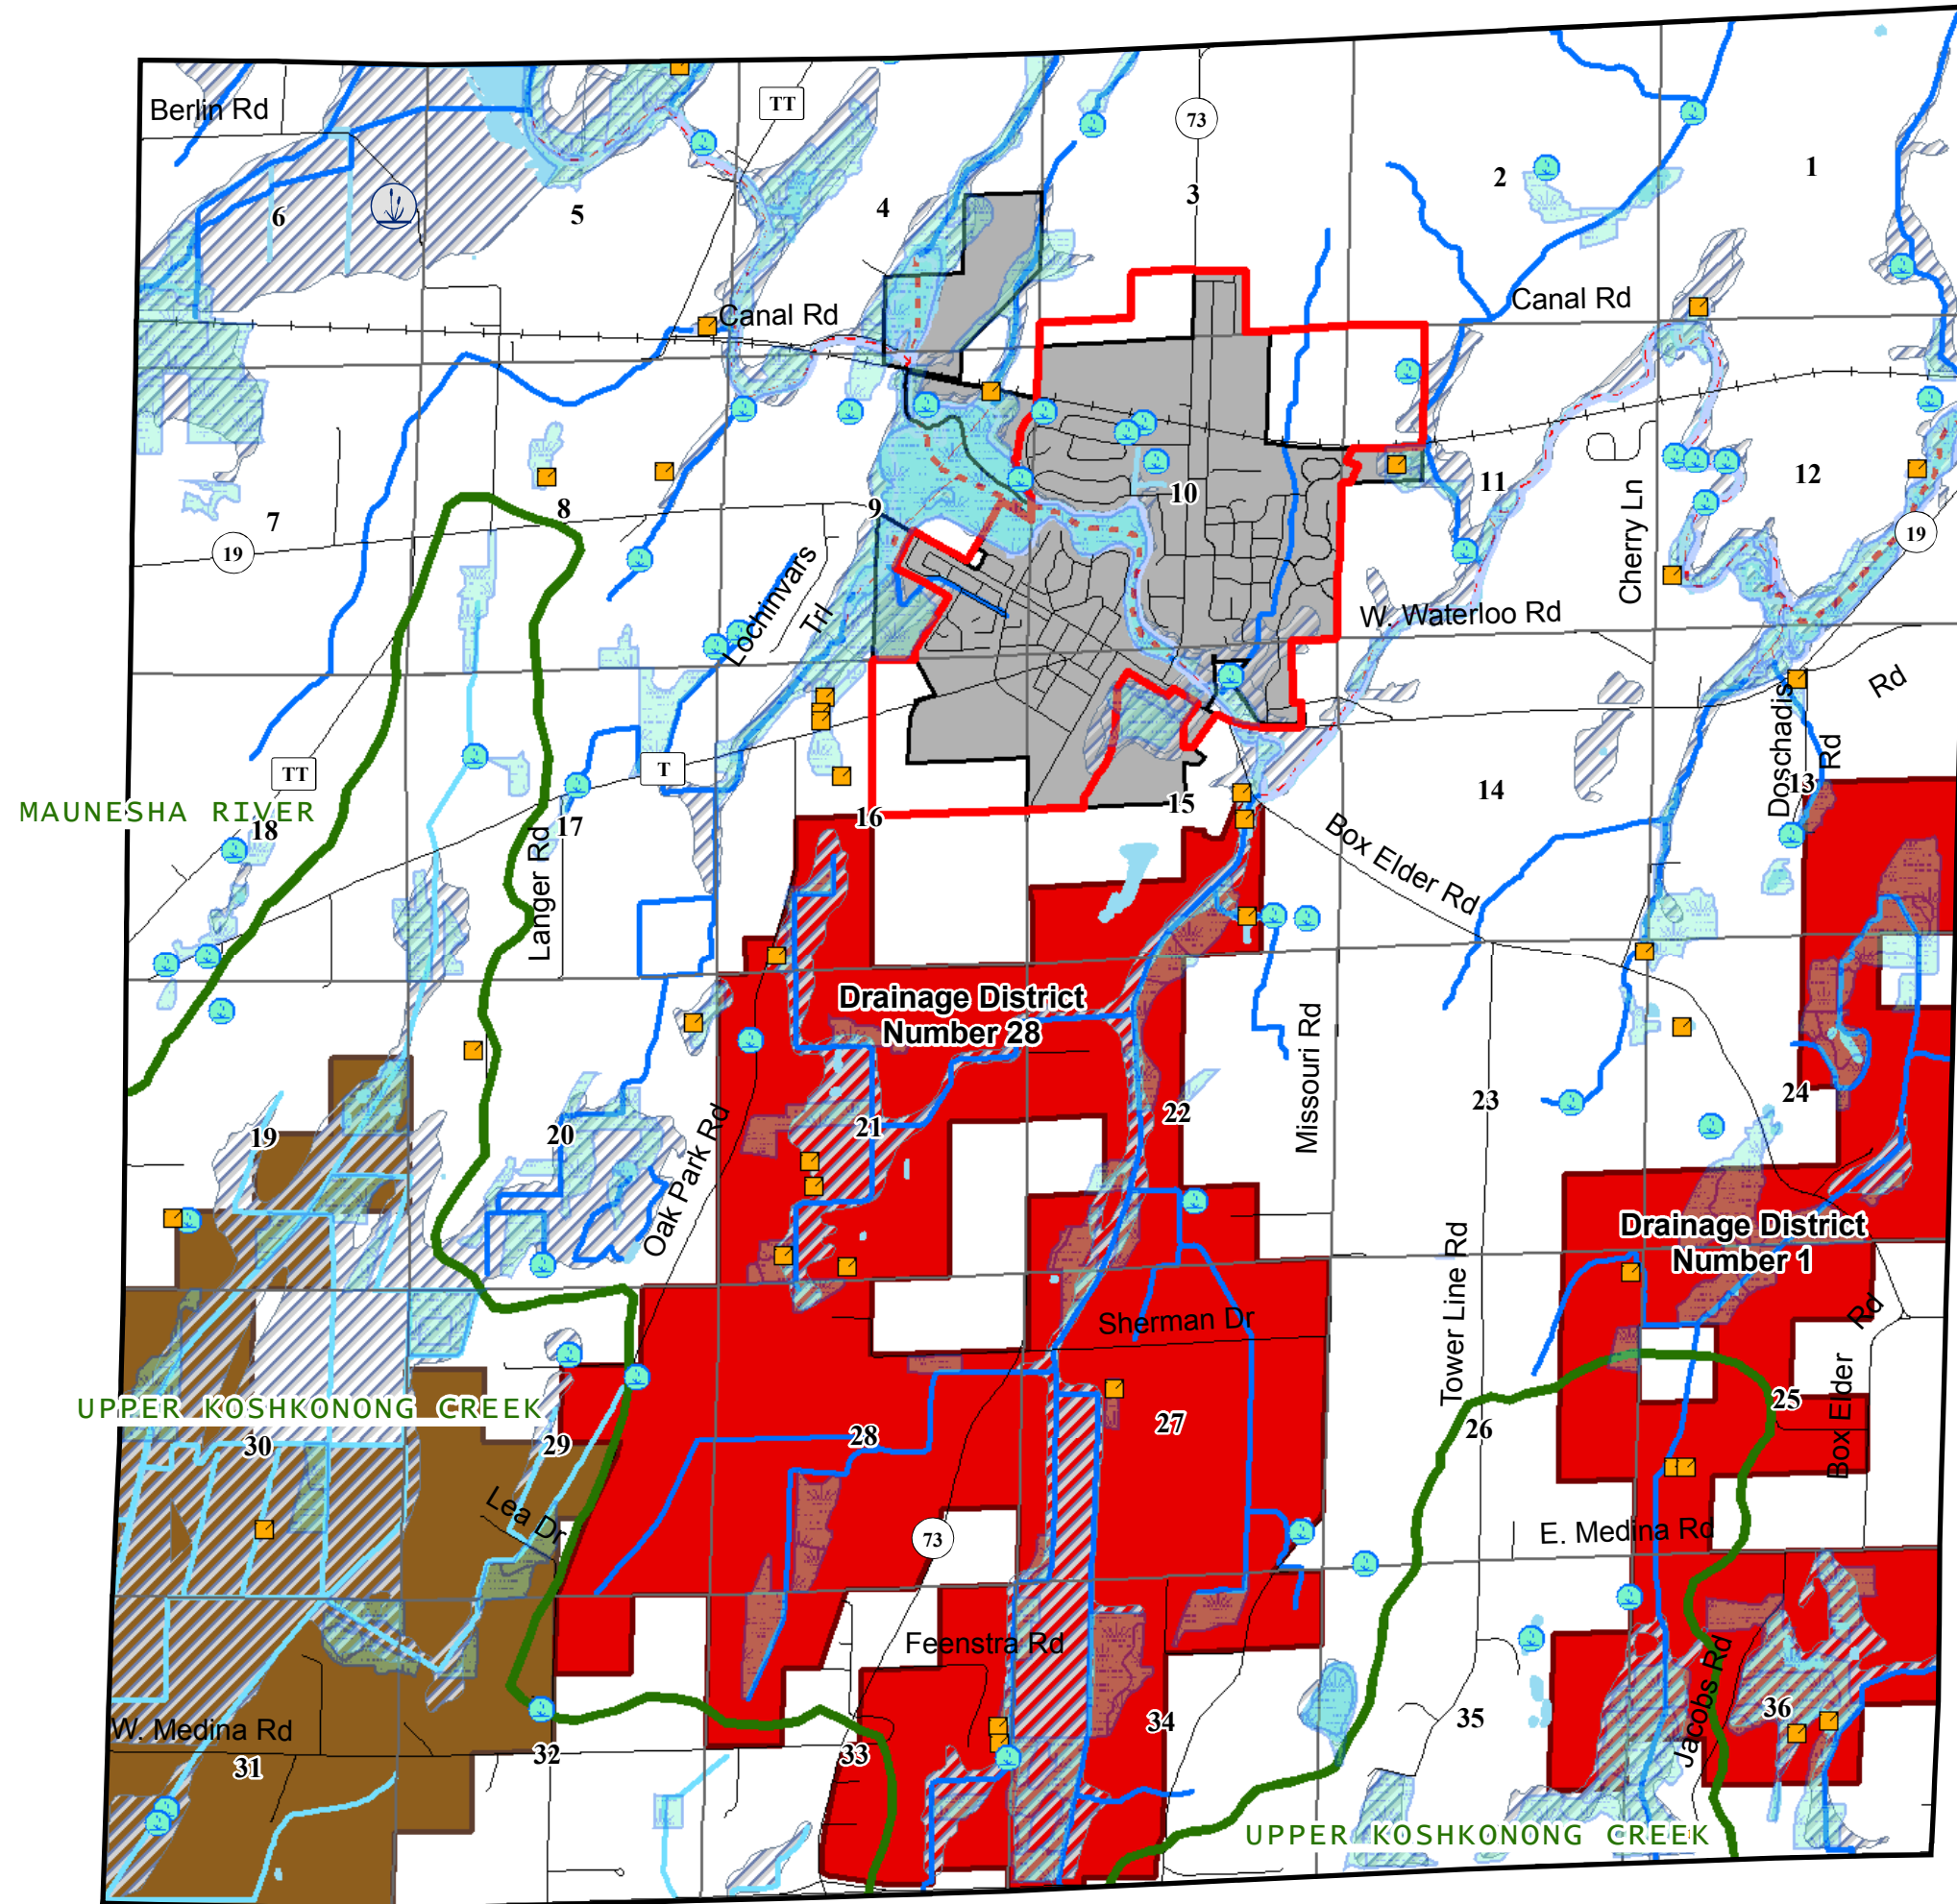 Berlin Rd
TT
73
1
2
3
4
5
6
Canal Rd
Canal Rd
7
8
9
10
11
12
19
19
Cherry Ln
Lochinvars
Trl
W. Waterloo Rd
Rd
Doschadis
Rd
TT
T
MAUNESHA RIVER
18
17
16
15
14
13
Langer Rd
Box Elder Rd
Drainage District
Number 28
Missouri Rd
19
20
21
22
23
24
Oak Park Rd
Drainage District
Number 1
Tower Line Rd
Sherman Dr
Rd
Box Elder
UPPER KOSHKONONG CREEK
30
29
28
27
26
25
Lea Dr
73
E. Medina Rd
Feenstra Rd
Jacobs Rd
W. Medina Rd
31
32
33
34
35
36
UPPER KOSHKONONG CREEK